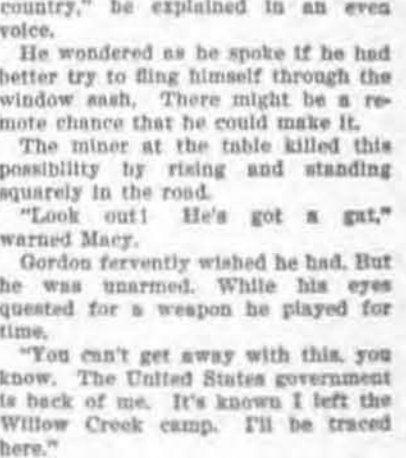 country," he explained in an even
voice.
He wondered as he spoke if he had
better try to fling himself through the
window sash. There might be a re-
mote chance that he could make it.
The miner at the table killed this
possibility by rising and standing
squarely in the road.
"Look out! He's got a gat,"
warned Macy.
Gordon fervently wished he had. But
he was unarmed. While his eyes
quested for a weapon he played for
time.
"You can't get away with this, you
know. The United States government
is back of me. It's known I left the
Willow Creek camp. I'll be traced
here."